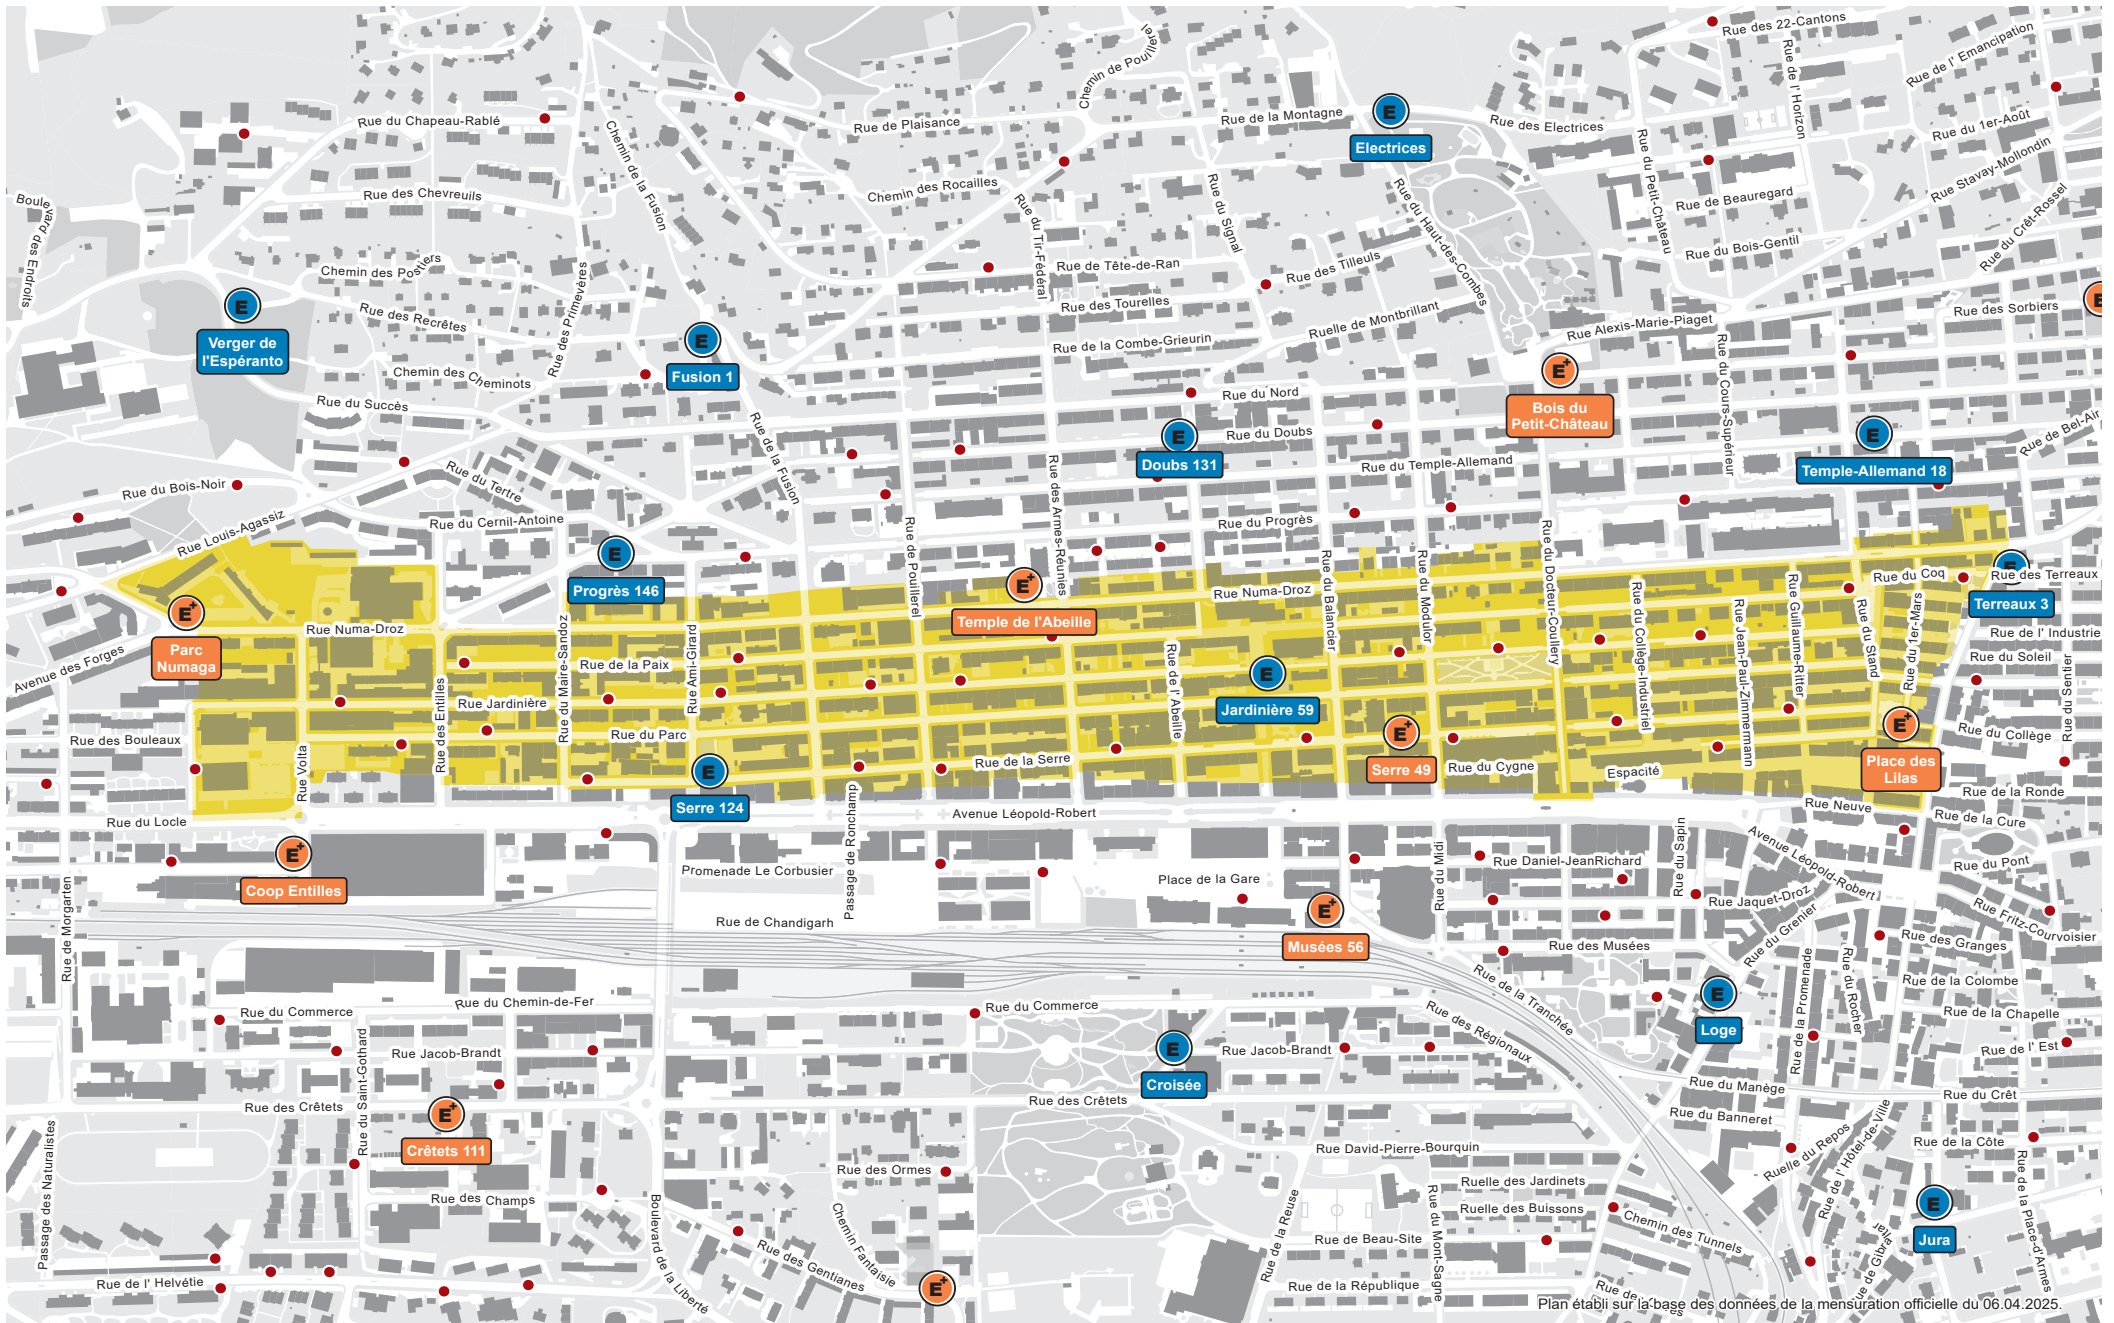 Rue des 22-Cantons
Rue de l' Emancipation
Rue de l' Horizon
Chemin de Pouillerel
Rue du Chapeau-Rablé
Chemin de la Fusion
Rue de Plaisance
Rue de la Montagne
E
Electrices
Rue des Electrices
Rue du 1er-Août
Rue Stavay-Mollondin
Rue du Petit-Château
Rue de Beauregard
Rue du Crêt-Rossel
Rue du Bois-Gentil
Boulevard des Endroits
Rue des Chevreuils
Chemin des Rocailles
Rue du Tir-Fédéral
Rue du Signal
Rue du Haut-des-Combes
Chemin des Postiers
Rue des Primevères
Rue de Tête-de-Ran
Rue des Tilleuls
Rue des Tourelles
Rue des Sorbiers
E
E
Verger de
l'Espéranto
Rue des Recrêtes
Chemin des Cheminots
E
Fusion 1
Rue de la Combe-Grieurin
Ruelle de Montbrillant
Rue Alexis-Marie-Piaget
Rue du Cours-Supérieur
E+
Bois du
Petit-Château
Rue du Succès
Rue de la Fusion
Rue du Nord
Rue du Doubs
E
Doubs 131
Rue du Temple-Allemand
E
Temple-Allemand 18
Rue de Bel-Air
Rue du Bois-Noir
Rue du Tertre
Rue Louis-Agassiz
Rue du Cernil-Antoine
Rue de Pouillerel
Rue des Armes-Réunies
Rue du Progrès
E
Progrès 146
E+
Temple de l'Abeille
Rue Numa-Droz
Rue du Balancier
Rue du Modulor
Rue du Docteur-Coullery
Rue du Collège-Industriel
Rue Jean-Paul-Zimmermann
Rue Guillaume-Ritter
Rue du Stand
Rue du Coq
Rue du 1er-Mars
E
Rue des Terreaux
Terreaux 3
Rue de l' Industrie
Rue du Soleil
Rue du Sentier
E+
Parc
Numaga
Avenue des Forges
Rue Numa-Droz
Rue de la Paix
Rue Jardinière
Rue du Parc
Rue des Entilles
Rue du Maire-Sandoz
Rue Ami-Girard
Rue de l' Abeille
E
Jardinière 59
E+
Serre 49
E+
Place des
Lilas
Rue du Collège
Rue des Bouleaux
Rue Volta
E
Serre 124
Rue de la Serre
Rue du Cygne
Espacité
Rue de la Ronde
Rue Neuve
Rue de la Cure
Rue du Locle
Avenue Léopold-Robert
E+
Coop Entilles
Promenade Le Corbusier
Passage de Ronchamp
Place de la Gare
Rue du Midi
Rue Daniel-JeanRichard
Rue du Sapin
Avenue Léopold-Robert
Rue du Pont
Rue Jaquet-Droz
Rue Fritz-Courvoisier
Rue de Morgarten
Rue de Chandigarh
E+
Musées 56
Rue des Musées
Rue du Grenier
Rue des Granges
Rue de la Promenade
Rue du Rocher
Rue de la Colombe
Rue de la Chapelle
Rue de l' Est
Rue du Chemin-de-Fer
Rue du Commerce
Rue du Commerce
Rue de la Tranchée
Rue des Régionaux
E
Loge
Rue du Saint-Gothard
Rue Jacob-Brandt
E
Croisée
Rue Jacob-Brandt
Rue du Manège
Rue du Crêt
Rue des Crêtets
Rue des Crêtets
Rue du Banneret
E+
Crêtets 111
Passage des Naturalistes
Rue David-Pierre-Bourquin
Ruelle du Repos
Rue de l' Hôtel-de-Ville
Rue de la Côte
Rue des Ormes
Rue des Champs
Ruelle des Jardinets
Ruelle des Buissons
Chemin des Tunnels
E
Jura
Rue de la Place-d'Armes
Boulevard de la Liberté
Rue des Gentianes
Chemin Fantaisie
E+
Rue de la Reuse
Rue du Mont-Sagne
Rue de Beau-Site
Rue de la République
Rue de Gibraltar
Rue de l' Helvétie
Plan établi sur la base des données de la mensuration officielle du 06.04.2025.